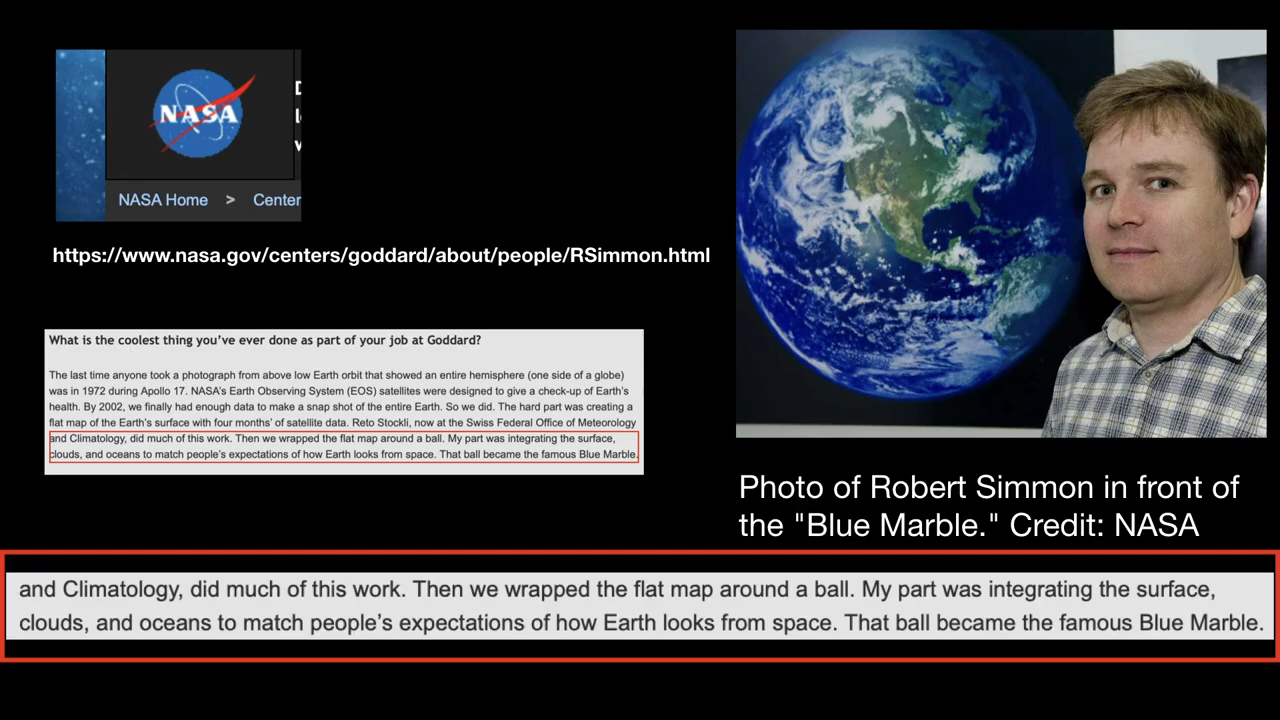 NASA
NASA Home > Center
https://www.nasa.gov/centers/goddard/about/people/RSimmon.html
What is the coolest thing you've ever done as part of your job at Goddard?
The last time anyone took a photograph from above low Earth orbit that showed an entire hemisphere (one side of a globe)
was in 1972 during Apollo 17. NASA's Earth Observing System (EOS) satellites were designed to give a check-up of Earth's
health. By 2002, we finally had enough data to make a snap shot of the entire Earth. So we did. The hard part was creating a
flat map of the Earth's surface with four months' of satellite data. Reto Stockli, now at the Swiss Federal Office of Meteorology
and Climatology, did much of this work. Then we wrapped the flat map around a ball. My part was integrating the surface,
clouds, and oceans to match people's expectations of how Earth looks from space. That ball became the famous Blue Marble.
Photo of Robert Simmon in front of
the "Blue Marble." Credit: NASA
and Climatology, did much of this work. Then we wrapped the flat map around a ball. My part was integrating the surface,
clouds, and oceans to match people's expectations of how Earth looks from space. That ball became the famous Blue Marble.